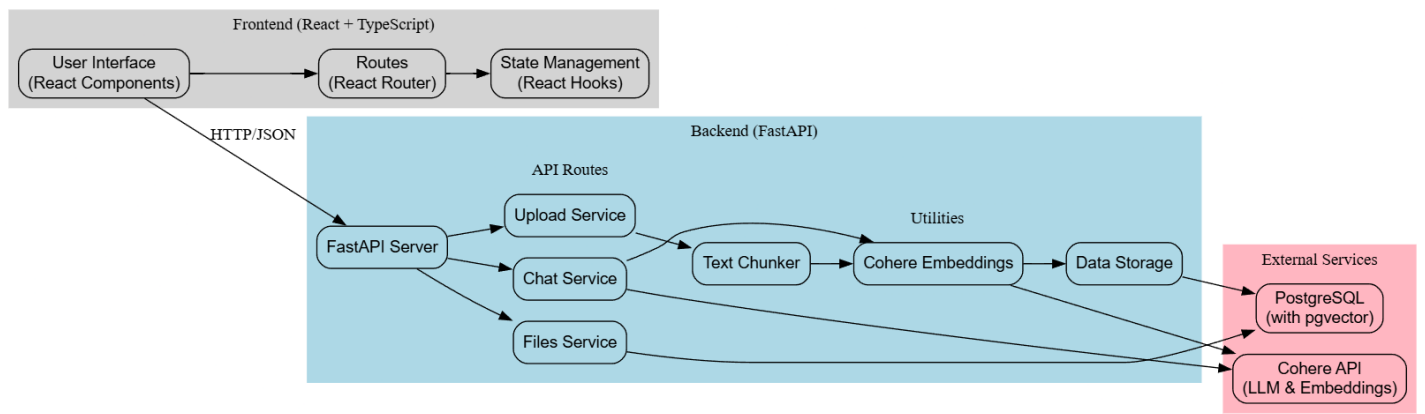 Frontend (React + TypeScript)
User Interface
(React Components)
Routes
(React Router)
State Management
(React Hooks)
HTTP/JSON
Backend (FastAPI)
API Routes
Upload Service
FastAPI Server
Chat Service
Files Service
Utilities
Text Chunker
Cohere Embeddings
Data Storage
External Services
PostgreSQL
(with pgvector)
Cohere API
(LLM & Embeddings)